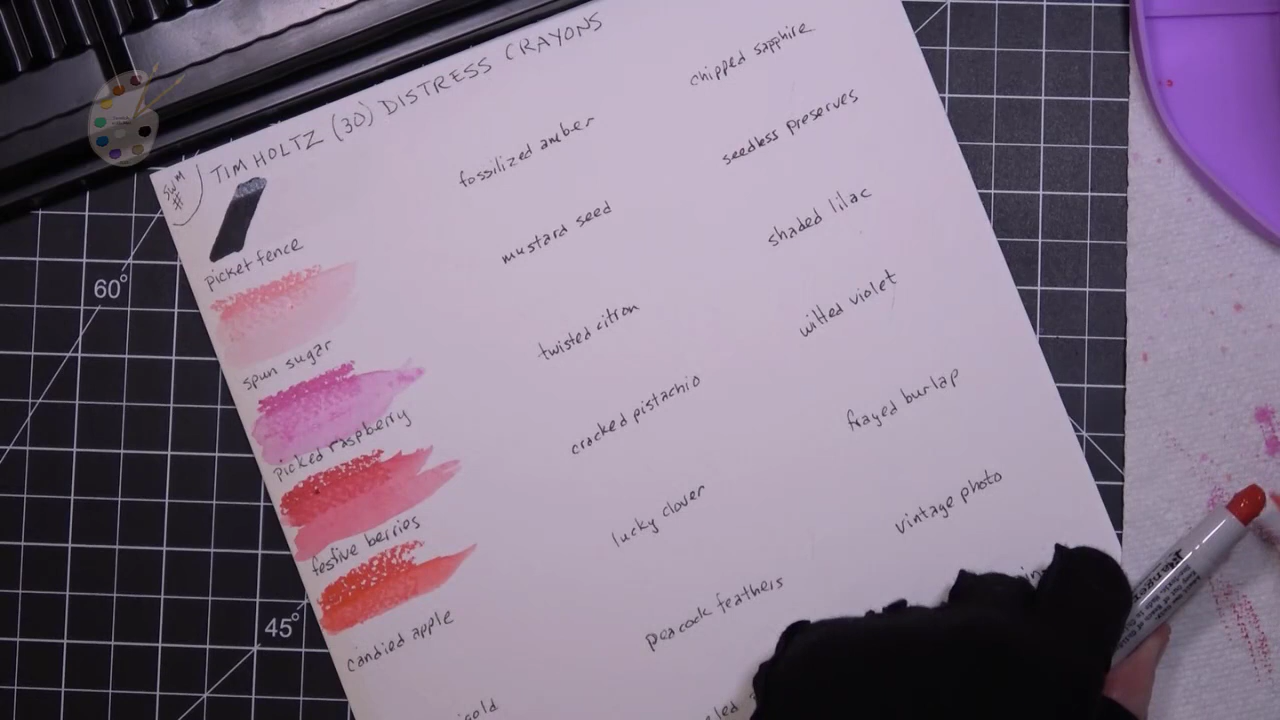 TIM HOLTZ (30) DISTRESS CRAYONS
SWM
#
picket fence
spun sugar
picked raspberry
festive berries
candied apple
fossilized amber
mustard seed
twisted citron
cracked pistachio
lucky clover
peacock feathers
chipped sapphire
seedless preserves
shaded lilac
wilted violet
frayed burlap
vintage photo
60°
45°